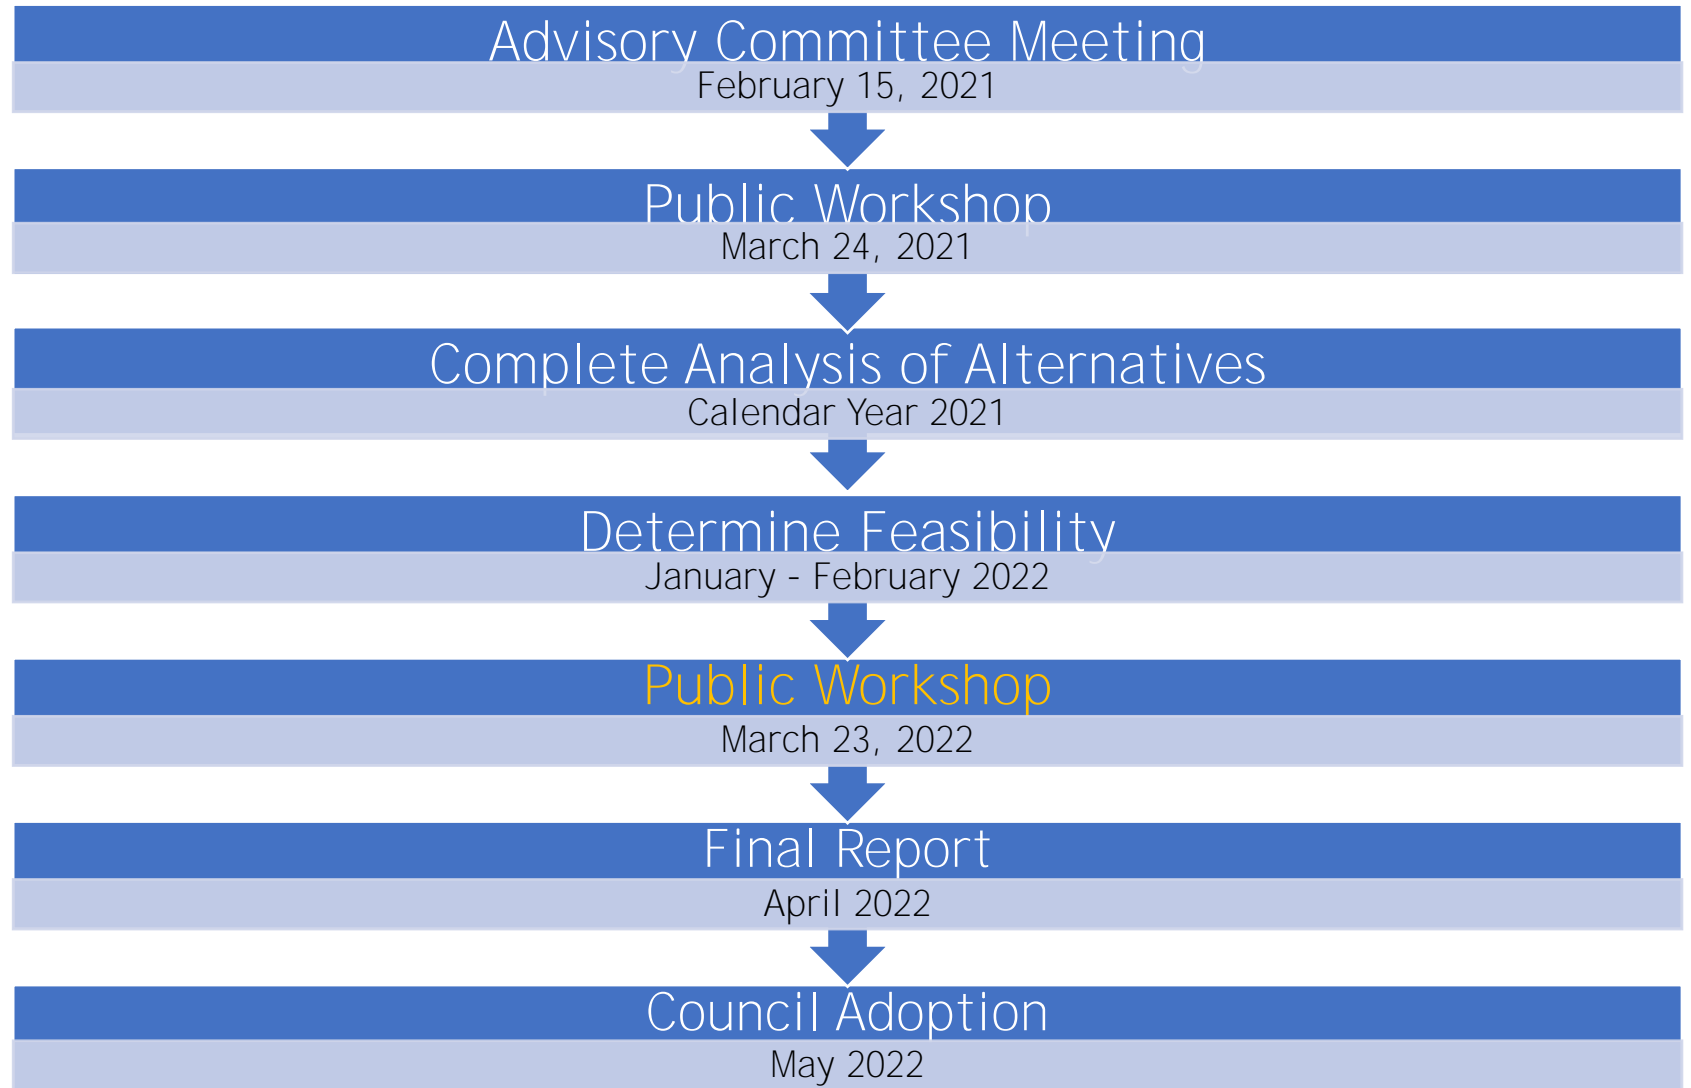 Advisory Committee Meeting
February 15, 2021
Public Workshop
March 24, 2021
Complete Analysis of Alternatives
Calendar Year 2021
Determine Feasibility
January - February 2022
Public Workshop
March 23, 2022
Final Report
April 2022
Council Adoption
May 2022